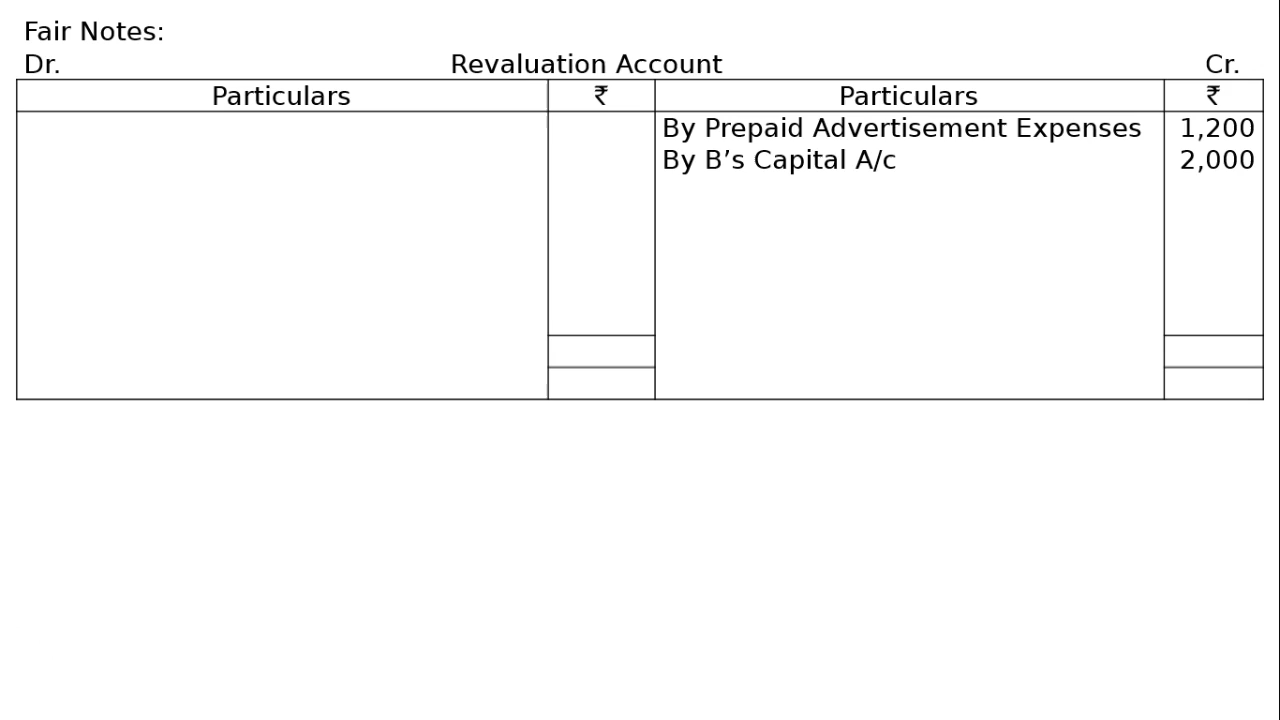 Fair Notes:
Dr. Revaluation Account Cr.
Particulars ₹ Particulars ₹
By Prepaid Advertisement Expenses 1,200
By B’s Capital A/c 2,000